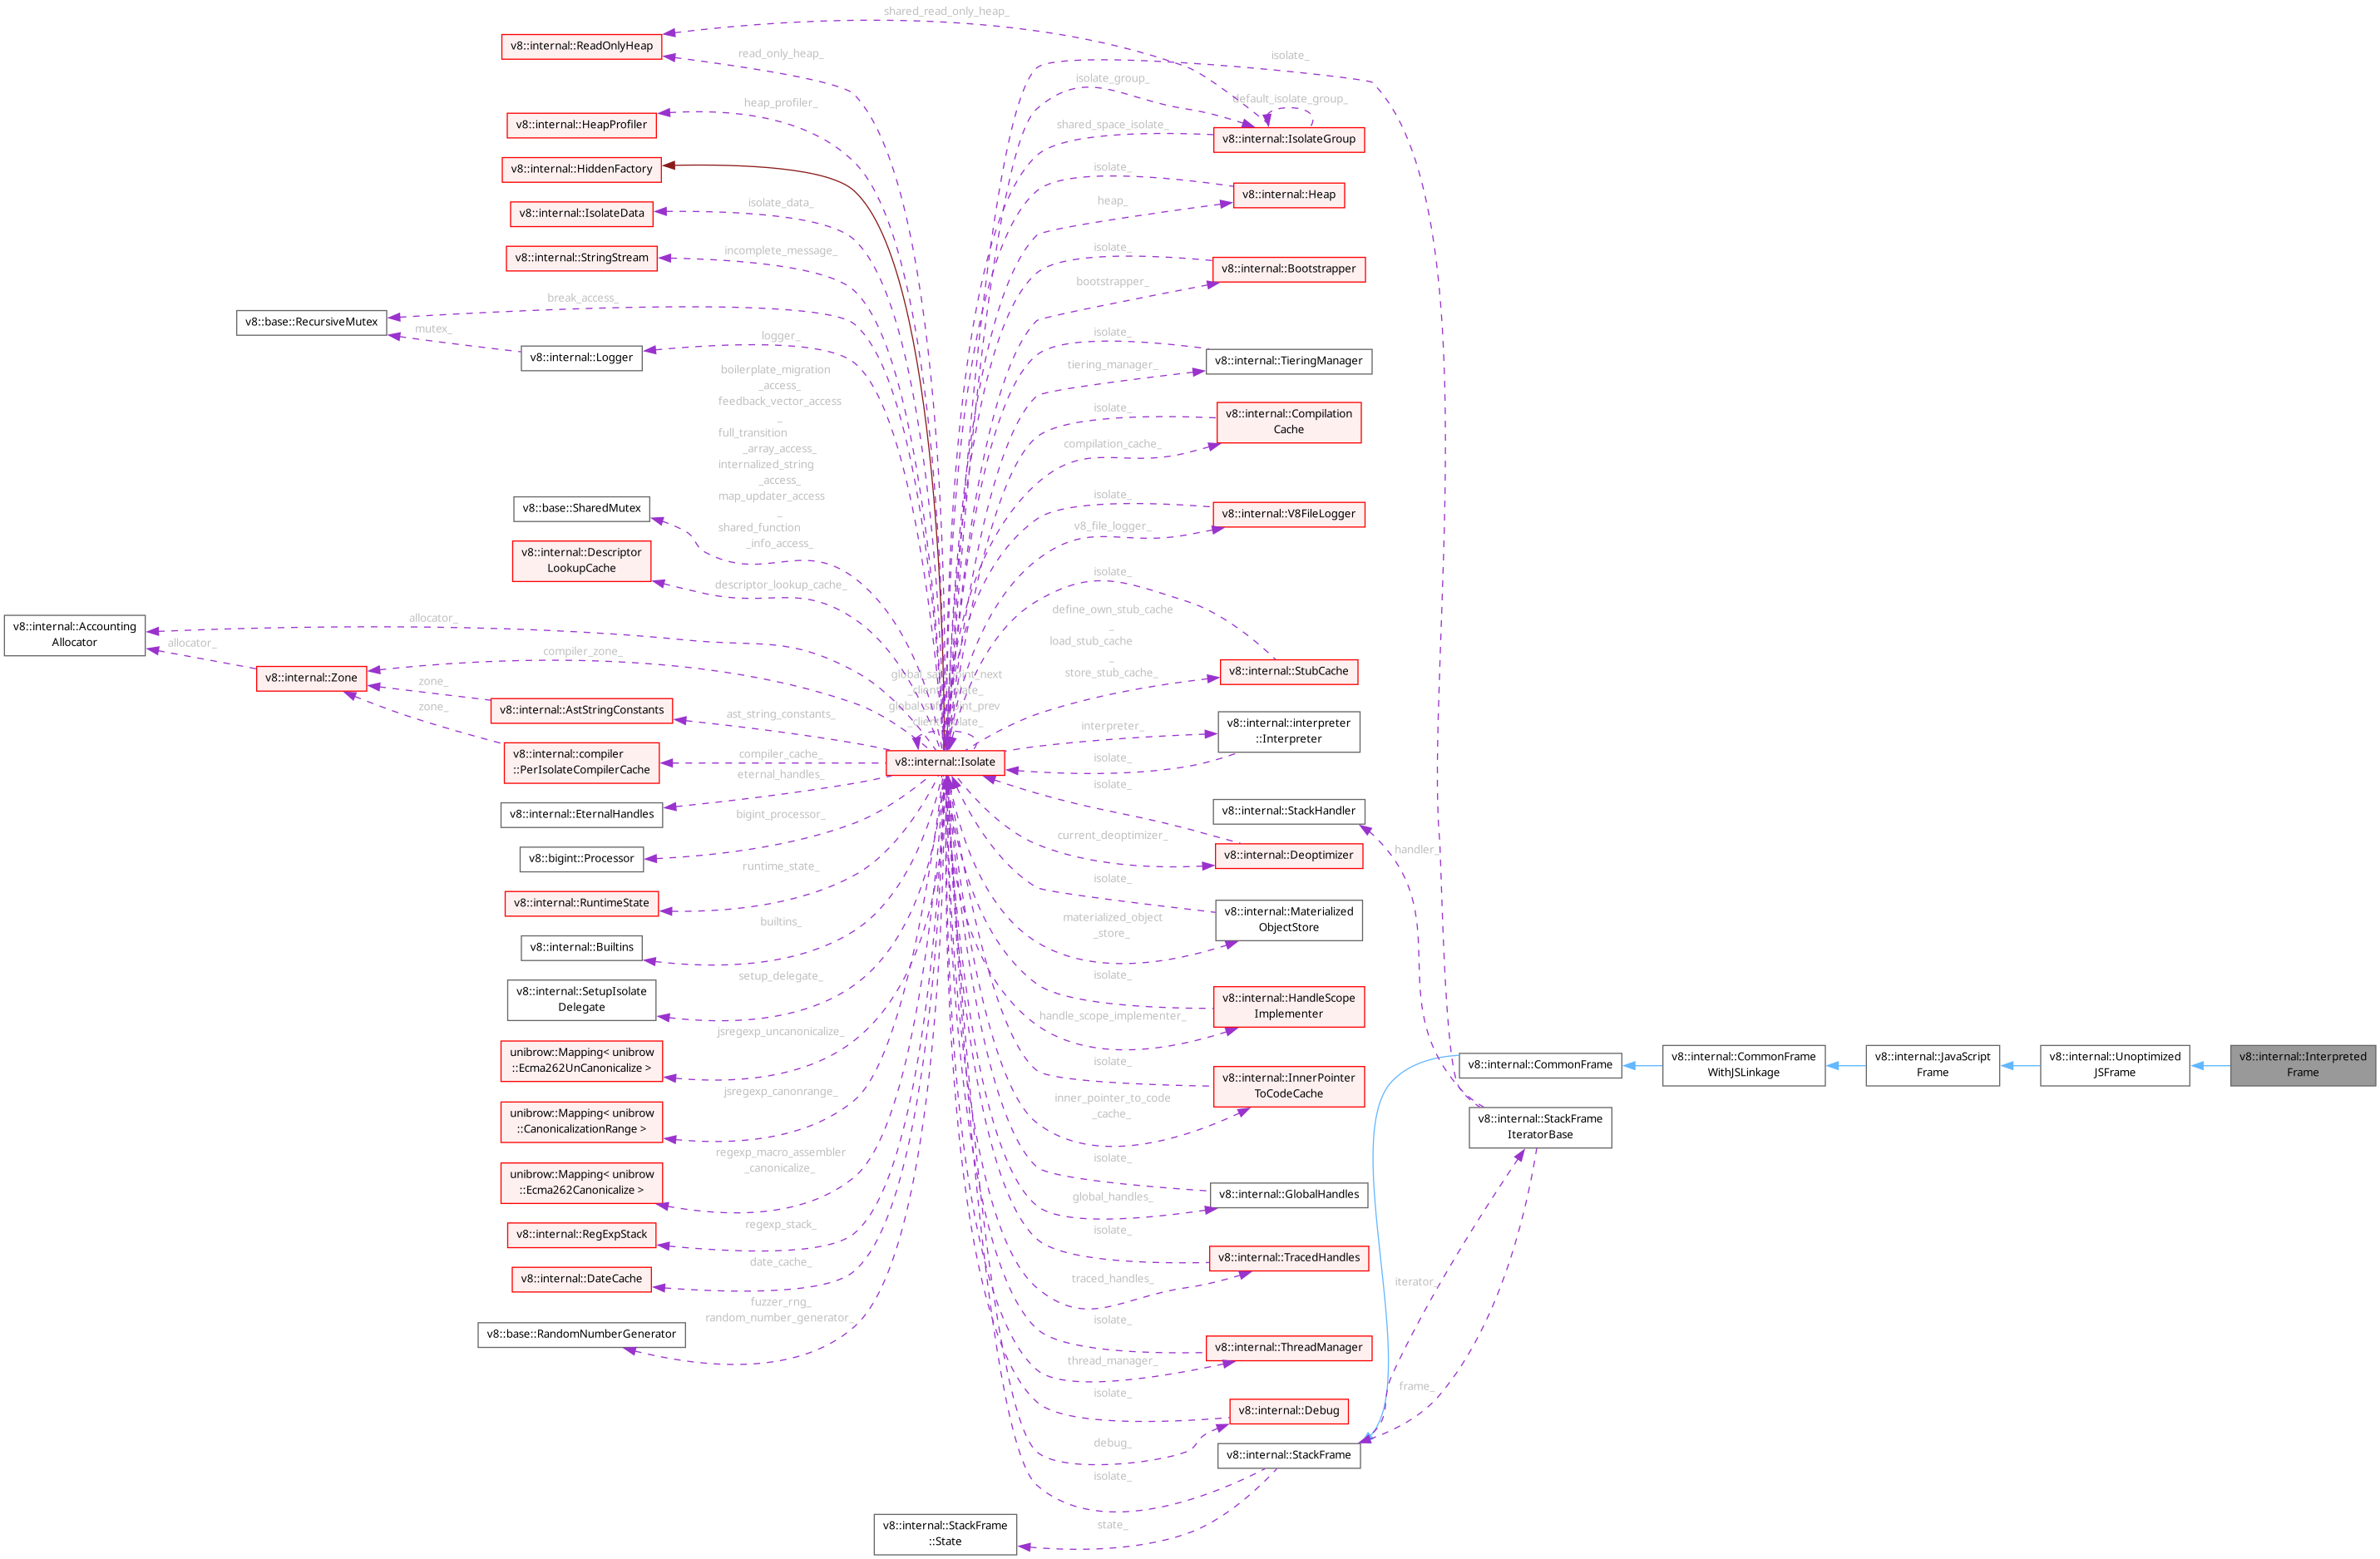 shared_read_only_heap_
v8::internal::ReadOnlyHeap
read_only_heap_
isolate_
isolate_group_
default_isolate_group_
heap_profiler_
v8::internal::HeapProfiler
shared_space_isolate_
v8::internal::IsolateGroup
v8::internal::HiddenFactory
isolate_
v8::internal::Heap
heap_
isolate_data_
v8::internal::IsolateData
incomplete_message_
v8::internal::StringStream
isolate_
v8::internal::Bootstrapper
bootstrapper_
break_access_
v8::base::RecursiveMutex
mutex_
v8::internal::Logger
logger_
isolate_
v8::internal::TieringManager
tiering_manager_
boilerplate_migration
_access_
feedback_vector_access
_
full_transition
_array_access_
internalized_string
_access_
map_updater_access
_
shared_function
_info_access_
isolate_
v8::internal::Compilation
Cache
compilation_cache_
v8::base::SharedMutex
isolate_
v8::internal::V8FileLogger
v8_file_logger_
v8::internal::Descriptor
LookupCache
descriptor_lookup_cache_
isolate_
define_own_stub_cache
_
load_stub_cache
_
store_stub_cache_
v8::internal::StubCache
v8::internal::Accounting
Allocator
allocator_
allocator_
compiler_zone_
v8::internal::Zone
zone_
zone_
v8::internal::AstStringConstants
ast_string_constants_
v8::internal::compiler
::PerIsolateCompilerCache
compiler_cache_
v8::internal::Isolate
interpreter_
v8::internal::interpreter
::Interpreter
isolate_
eternal_handles_
v8::internal::EternalHandles
isolate_
v8::internal::StackHandler
handler_
bigint_processor_
v8::bigint::Processor
current_deoptimizer_
v8::internal::Deoptimizer
runtime_state_
v8::internal::RuntimeState
isolate_
v8::internal::Materialized
ObjectStore
materialized_object
_store_
builtins_
v8::internal::Builtins
setup_delegate_
v8::internal::SetupIsolate
Delegate
isolate_
v8::internal::HandleScope
Implementer
handle_scope_implementer_
jsregexp_uncanonicalize_
unibrow::Mapping< unibrow
::Ecma262UnCanonicalize >
isolate_
v8::internal::InnerPointer
ToCodeCache
inner_pointer_to_code
_cache_
v8::internal::CommonFrame
v8::internal::CommonFrame
WithJSLinkage
v8::internal::JavaScript
Frame
v8::internal::Unoptimized
JSFrame
v8::internal::Interpreted
Frame
jsregexp_canonrange_
unibrow::Mapping< unibrow
::CanonicalizationRange >
v8::internal::StackFrame
IteratorBase
regexp_macro_assembler
_canonicalize_
unibrow::Mapping< unibrow
::Ecma262Canonicalize >
isolate_
v8::internal::GlobalHandles
global_handles_
regexp_stack_
v8::internal::RegExpStack
isolate_
v8::internal::TracedHandles
traced_handles_
date_cache_
v8::internal::DateCache
iterator_
fuzzer_rng_
random_number_generator_
v8::base::RandomNumberGenerator
isolate_
v8::internal::ThreadManager
thread_manager_
isolate_
v8::internal::Debug
debug_
frame_
v8::internal::StackFrame
isolate_
v8::internal::StackFrame
::State
state_